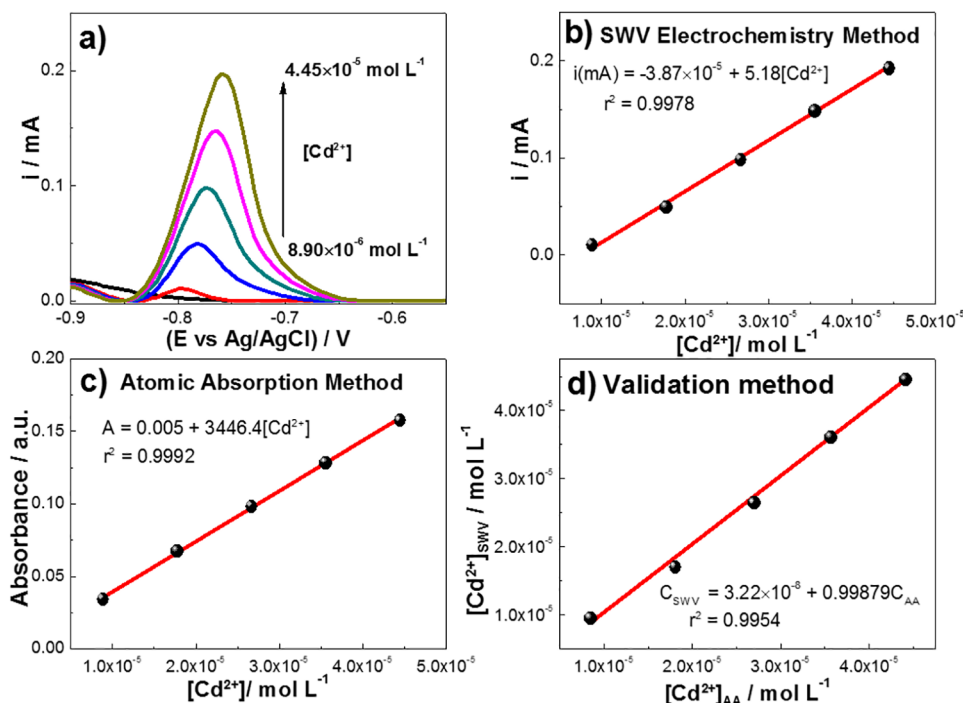 a)
4.45×10⁻⁵ mol L⁻¹
[Cd²⁺]
8.90×10⁻⁶ mol L⁻¹
i / mA
0.2
0.1
0.0
-0.9
-0.8
-0.7
-0.6
(E vs Ag/AgCl) / V
b) SWV Electrochemistry Method
i(mA) = -3.87×10⁻⁵ + 5.18[Cd²⁺]
r² = 0.9978
i / mA
0.2
0.1
0.0
1.0x10⁻⁵
2.0x10⁻⁵
3.0x10⁻⁵
4.0x10⁻⁵
5.0x10⁻⁵
[Cd²⁺]/ mol L⁻¹
c) Atomic Absorption Method
A = 0.005 + 3446.4[Cd²⁺]
r² = 0.9992
Absorbance / a.u.
0.20
0.15
0.10
0.05
0.00
1.0x10⁻⁵
2.0x10⁻⁵
3.0x10⁻⁵
4.0x10⁻⁵
5.0x10⁻⁵
[Cd²⁺]/ mol L⁻¹
d) Validation method
[Cd²⁺]SWV / mol L⁻¹
4.0x10⁻⁵
3.0x10⁻⁵
2.0x10⁻⁵
1.0x10⁻⁵
CSWV = 3.22×10⁻⁸ + 0.99879CAA
r² = 0.9954
1.0x10⁻⁵
2.0x10⁻⁵
3.0x10⁻⁵
4.0x10⁻⁵
[Cd²⁺]AA / mol L⁻¹